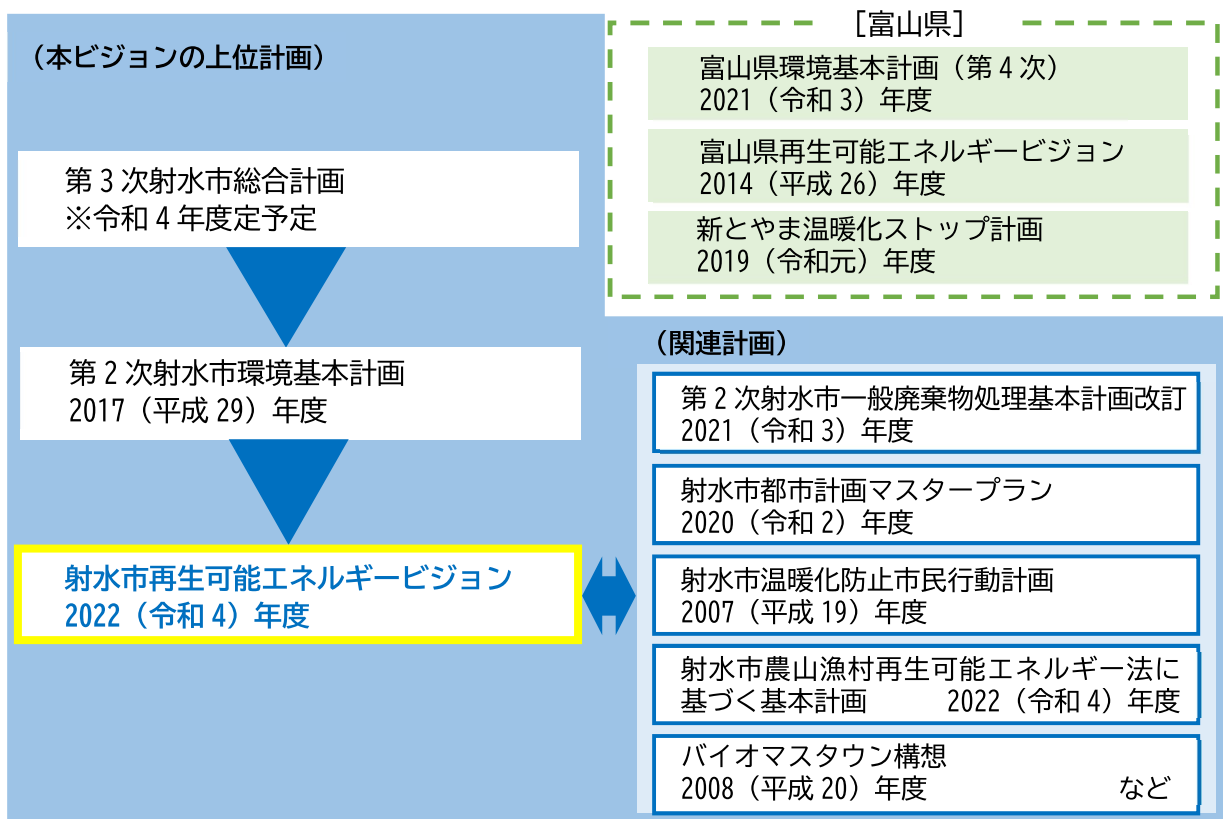 （本ビジョンの上位計画）
第３次射水市総合計画
※令和４年度定予定
第２次射水市環境基本計画
2017（平成 29）年度
射水市再生可能エネルギービジョン
2022（令和 4）年度
［富山県］
富山県環境基本計画（第４次）
2021（令和 3）年度
富山県再生可能エネルギービジョン
2014（平成 26）年度
新とやま温暖化ストップ計画
2019（令和元）年度
（関連計画）
第２次射水市一般廃棄物処理基本計画改訂
2021（令和 3）年度
射水市都市計画マスタープラン
2020（令和 2）年度
射水市温暖化防止市民行動計画
2007（平成 19）年度
射水市農山漁村再生可能エネルギー法に
基づく基本計画　　　2022（令和 4）年度
バイオマスタウン構想
2008（平成 20）年度　　　　　　　など